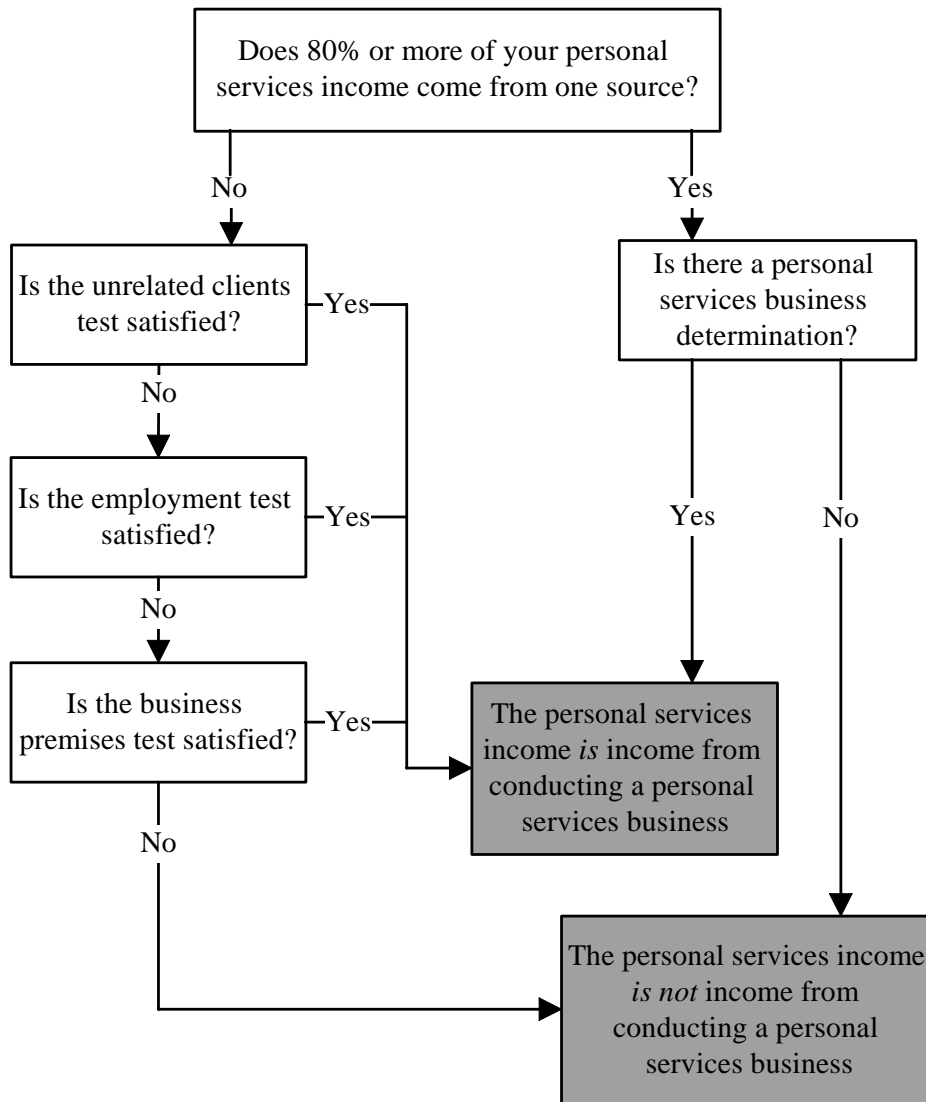 Does 80% or more of your personal
services income come from one source?
No
Yes
Is the unrelated clients
test satisfied?
Yes
Is there a personal
services business
determination?
No
Is the employment test
satisfied?
Yes
Yes
No
No
Is the business
premises test satisfied?
Yes
The personal services
income is income from
conducting a personal
services business
No
The personal services income
is not income from
conducting a personal
services business